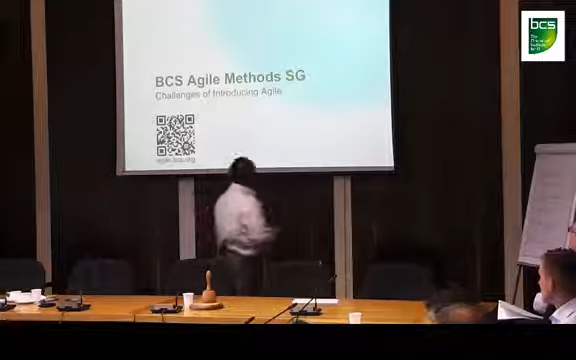 BCS Agile Methods SG
Challenges of Introducing Agile
agile.bcs.org
bcs